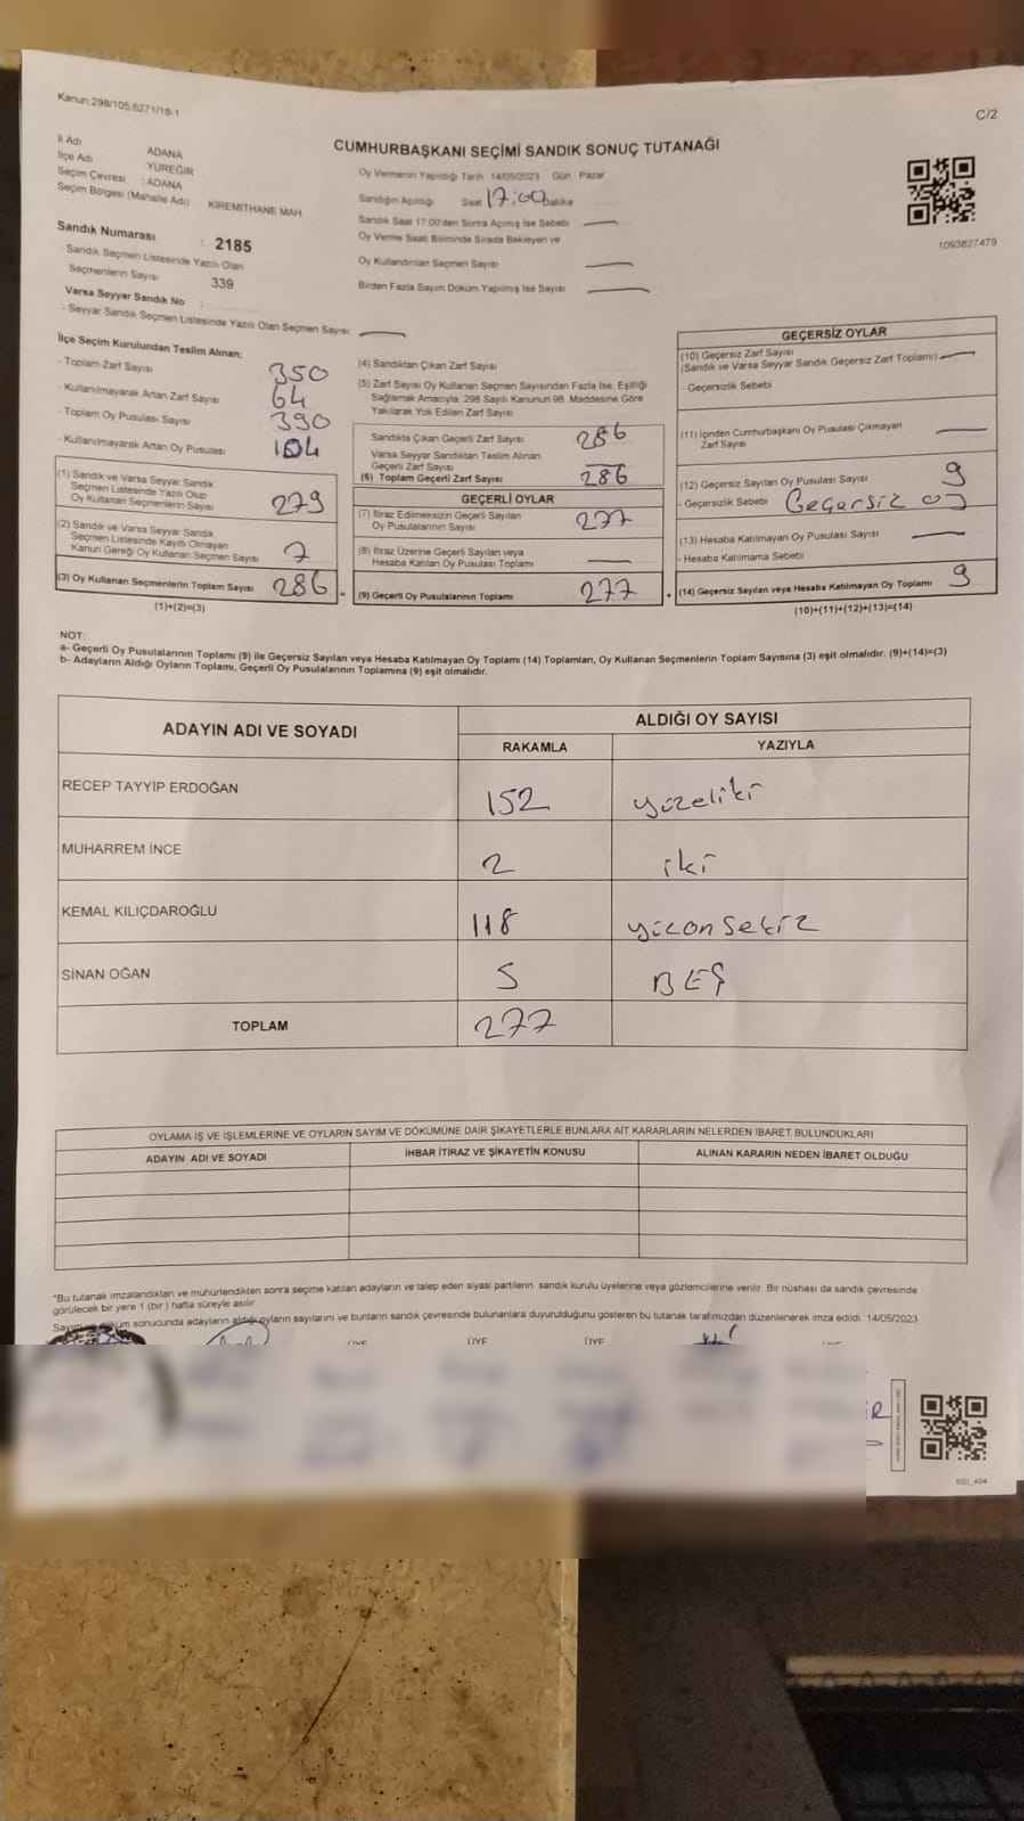 Kanun: 298/105,6271/18-1
C/2
İl Adı ADANA
İlçe Adı YÜREĞİR
Seçim Çevresi : ADANA
Seçim Bölgesi (Mahalle Adı) KİREMİTHANE MAH.
CUMHURBAŞKANI SEÇİMİ SANDIK SONUÇ TUTANAĞI
Oy Vermenin Yapıldığı Tarih 14/05/2023 Gün : Pazar
Sandığın Açıldığı Saat 17:00 Dakika
Sandık Saat 17:00'den Sonra Açılmış İse Sebebi
Oy Verme Saati Bitiminde Sırada Bekleyen ve
Oy Kullandırılan Seçmen Sayısı
Birden Fazla Sayım Döküm Yapılmış İse Sayısı
1093827479
Sandık Numarası : 2185
Sandık Seçmen Listesinde Yazılı Olan
Seçmenlerin Sayısı 339
Varsa Seyyar Sandık No
- Seyyar Sandık Seçmen Listesinde Yazılı Olan Seçmen Sayısı
İlçe Seçim Kurulundan Teslim Alınan;
- Toplam Zarf Sayısı 350
- Kullanılmayarak Artan Zarf Sayısı 64
- Toplam Oy Pusulası Sayısı 390
- Kullanılmayarak Artan Oy Pusulası 104
(1) Sandık ve Varsa Seyyar Sandık
Seçmen Listesinde Yazılı Olup
Oy Kullanan Seçmenlerin Sayısı 279
(2) Sandık ve Varsa Seyyar Sandık
Seçmen Listesinde Kayıtlı Olmayan
Kanun Gereği Oy Kullanan Seçmen Sayısı 7
(3) Oy Kullanan Seçmenlerin Toplam Sayısı 286
(1)+(2)=(3)
(4) Sandıktan Çıkan Zarf Sayısı
(5) Zarf Sayısı Oy Kullanan Seçmen Sayısından Fazla İse, Eşitliği
Sağlamak Amacıyla, 298 Sayılı Kanunun 98. Maddesine Göre
Yakılarak Yok Edilen Zarf Sayısı
Sandıkta Çıkan Geçerli Zarf Sayısı 286
Varsa Seyyar Sandıktan Teslim Alınan
Geçerli Zarf Sayısı
(6) Toplam Geçerli Zarf Sayısı 286
GEÇERLİ OYLAR
(7) İtiraz Edilmeksizin Geçerli Sayılan
Oy Pusulalarının Sayısı 277
(8) İtiraz Üzerine Geçerli Sayılan veya
Hesaba Katılan Oy Pusulası Toplamı
(9) Geçerli Oy Pusulalarının Toplamı 277
GEÇERSİZ OYLAR
(10) Geçersiz Zarf Sayısı
(Sandık ve Varsa Seyyar Sandık Geçersiz Zarf Toplamı)
- Geçersizlik Sebebi
(11) İçinden Cumhurbaşkanı Oy Pusulası Çıkmayan
Zarf Sayısı
(12) Geçersiz Sayılan Oy Pusulası Sayısı 9
- Geçersizlik Sebebi Geçersiz oy
(13) Hesaba Katılmayan Oy Pusulası Sayısı
- Hesaba Katılmama Sebebi
(14) Geçersiz Sayılan veya Hesaba Katılmayan Oy Toplamı 9
(10)+(11)+(12)+(13)=(14)
NOT:
a- Geçerli Oy Pusulalarının Toplamı (9) ile Geçersiz Sayılan veya Hesaba Katılmayan Oy Toplamı (14) Toplamları, Oy Kullanan Seçmenlerin Toplam Sayısına (3) eşit olmalıdır. (9)+(14)=(3)
b- Adayların Aldığı Oyların Toplamı, Geçerli Oy Pusulalarının Toplamına (9) eşit olmalıdır.
ADAYIN ADI VE SOYADI ALDIĞI OY SAYISI
RAKAMLA YAZIYLA
RECEP TAYYİP ERDOĞAN 152 yüzeliki
MUHARREM İNCE 2 iki
KEMAL KILIÇDAROĞLU 118 yüzonsekiz
SİNAN OĞAN 5 BEŞ
TOPLAM 277
OYLAMA İŞ VE İŞLEMLERİNE VE OYLARIN SAYIM VE DÖKÜMÜNE DAİR ŞİKAYETLERLE BUNLARA AİT KARARLARIN NELERDEN İBARET BULUNDUKLARI
ADAYIN ADI VE SOYADI İHBAR İTİRAZ VE ŞİKAYETİN KONUSU ALINAN KARARIN NEDEN İBARET OLDUĞU
*Bu tutanak imzalandıktan ve mühürlendikten sonra seçime katılan adayların ve talep eden siyasi partilerin sandık kurulu üyelerine veya gözlemcilerine verilir. Bir nüshası da sandık çevresinde
görülecek bir yere 1 (bir) hafta süreyle asılır.
sonucunda adayların aldığı oyların sayılarını ve bunların sandık çevresinde bulunanlara duyurulduğunu gösteren bu tutanak tarafımızdan düzenlenerek imza edildi. 14/05/2023
ÜYE ÜYE ÜYE